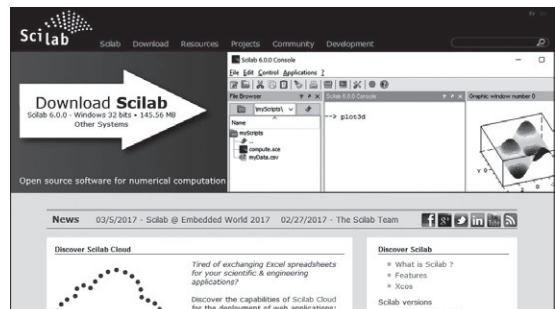 Scilab
Scilab Download Resources Projects Community Development
Scilab 6.0.0 Console
File Edit Control Applications ?
File Browser
Scilab 6.0.0 Console
Graphic window number 0
\myScripts\
--> plot3d
Name
myScripts
..
compute.sce
myData.csv
Y 0
Download Scilab
Scilab 6.0.0 - Windows 32 bits • 145.56 MB
Other Systems
Open source software for numerical computation
News 03/5/2017 - Scilab @ Embedded World 2017 02/27/2017 - The Scilab Team
Discover Scilab Cloud
Tired of exchanging Excel spreadsheets
for your scientific & engineering
applications?
Discover the capabilities of Scilab Cloud
for the deployment of web applications:
Discover Scilab
What is Scilab ?
Features
Xcos
Scilab versions